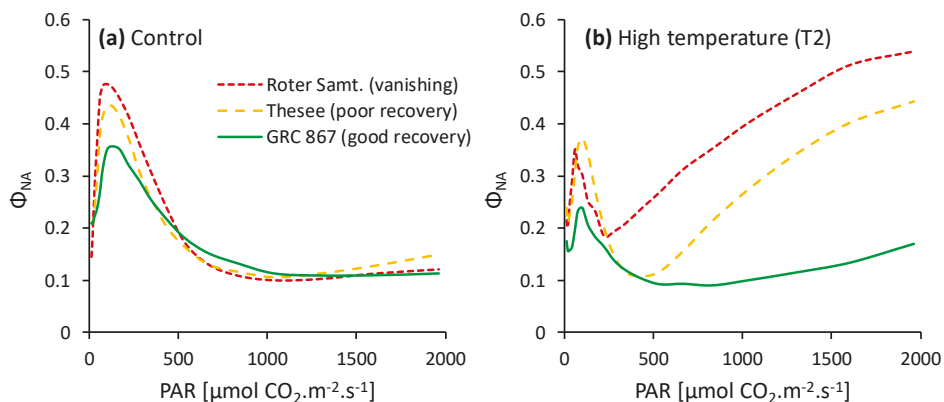 (a) Control
0.6
0.5
0.4
0.3
0.2
0.1
0
ΦNA
Roter Samt. (vanishing)
Thesee (poor recovery)
GRC 867 (good recovery)
0 500 1000 1500 2000
PAR [µmol CO₂.m⁻².s⁻¹]
(b) High temperature (T2)
0.6
0.5
0.4
0.3
0.2
0.1
0
ΦNA
0 500 1000 1500 2000
PAR [µmol CO₂.m⁻².s⁻¹]